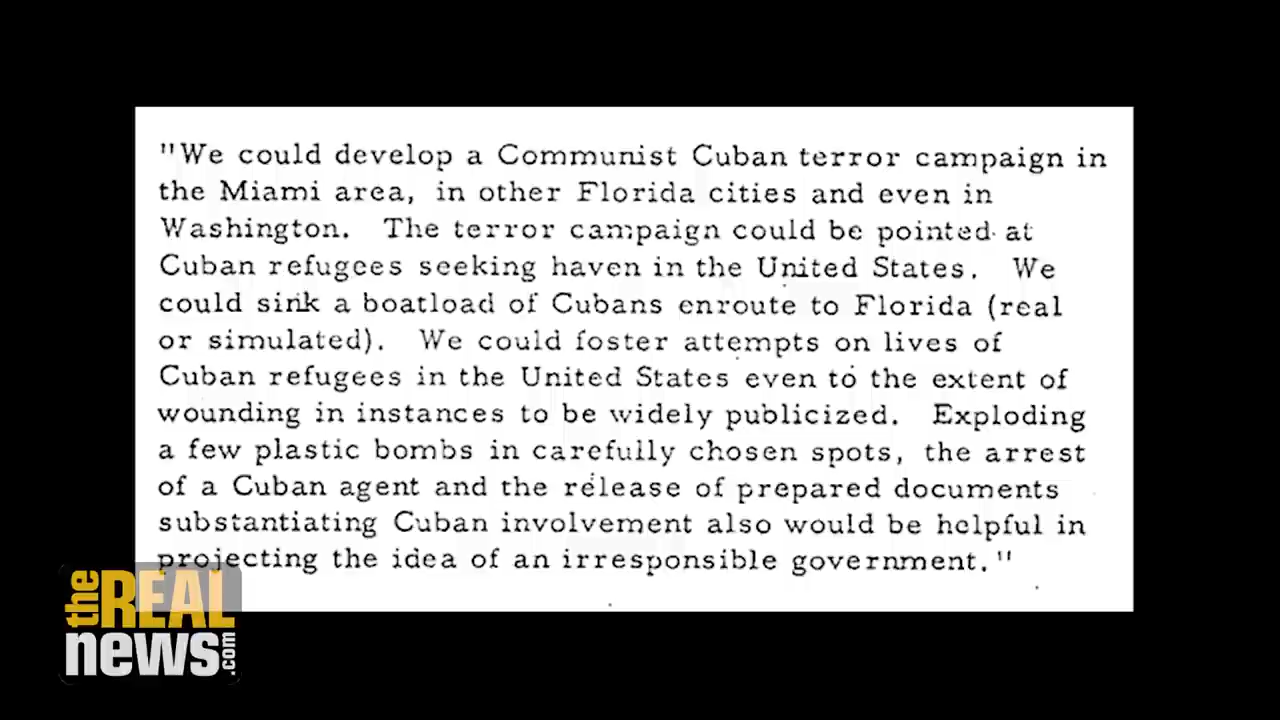 "We could develop a Communist Cuban terror campaign in
the Miami area, in other Florida cities and even in
Washington. The terror campaign could be pointed at
Cuban refugees seeking haven in the United States. We
could sink a boatload of Cubans enroute to Florida (real
or simulated). We could foster attempts on lives of
Cuban refugees in the United States even to the extent of
wounding in instances to be widely publicized. Exploding
a few plastic bombs in carefully chosen spots, the arrest
of a Cuban agent and the release of prepared documents
substantiating Cuban involvement also would be helpful in
projecting the idea of an irresponsible government."
the REAL
news.com